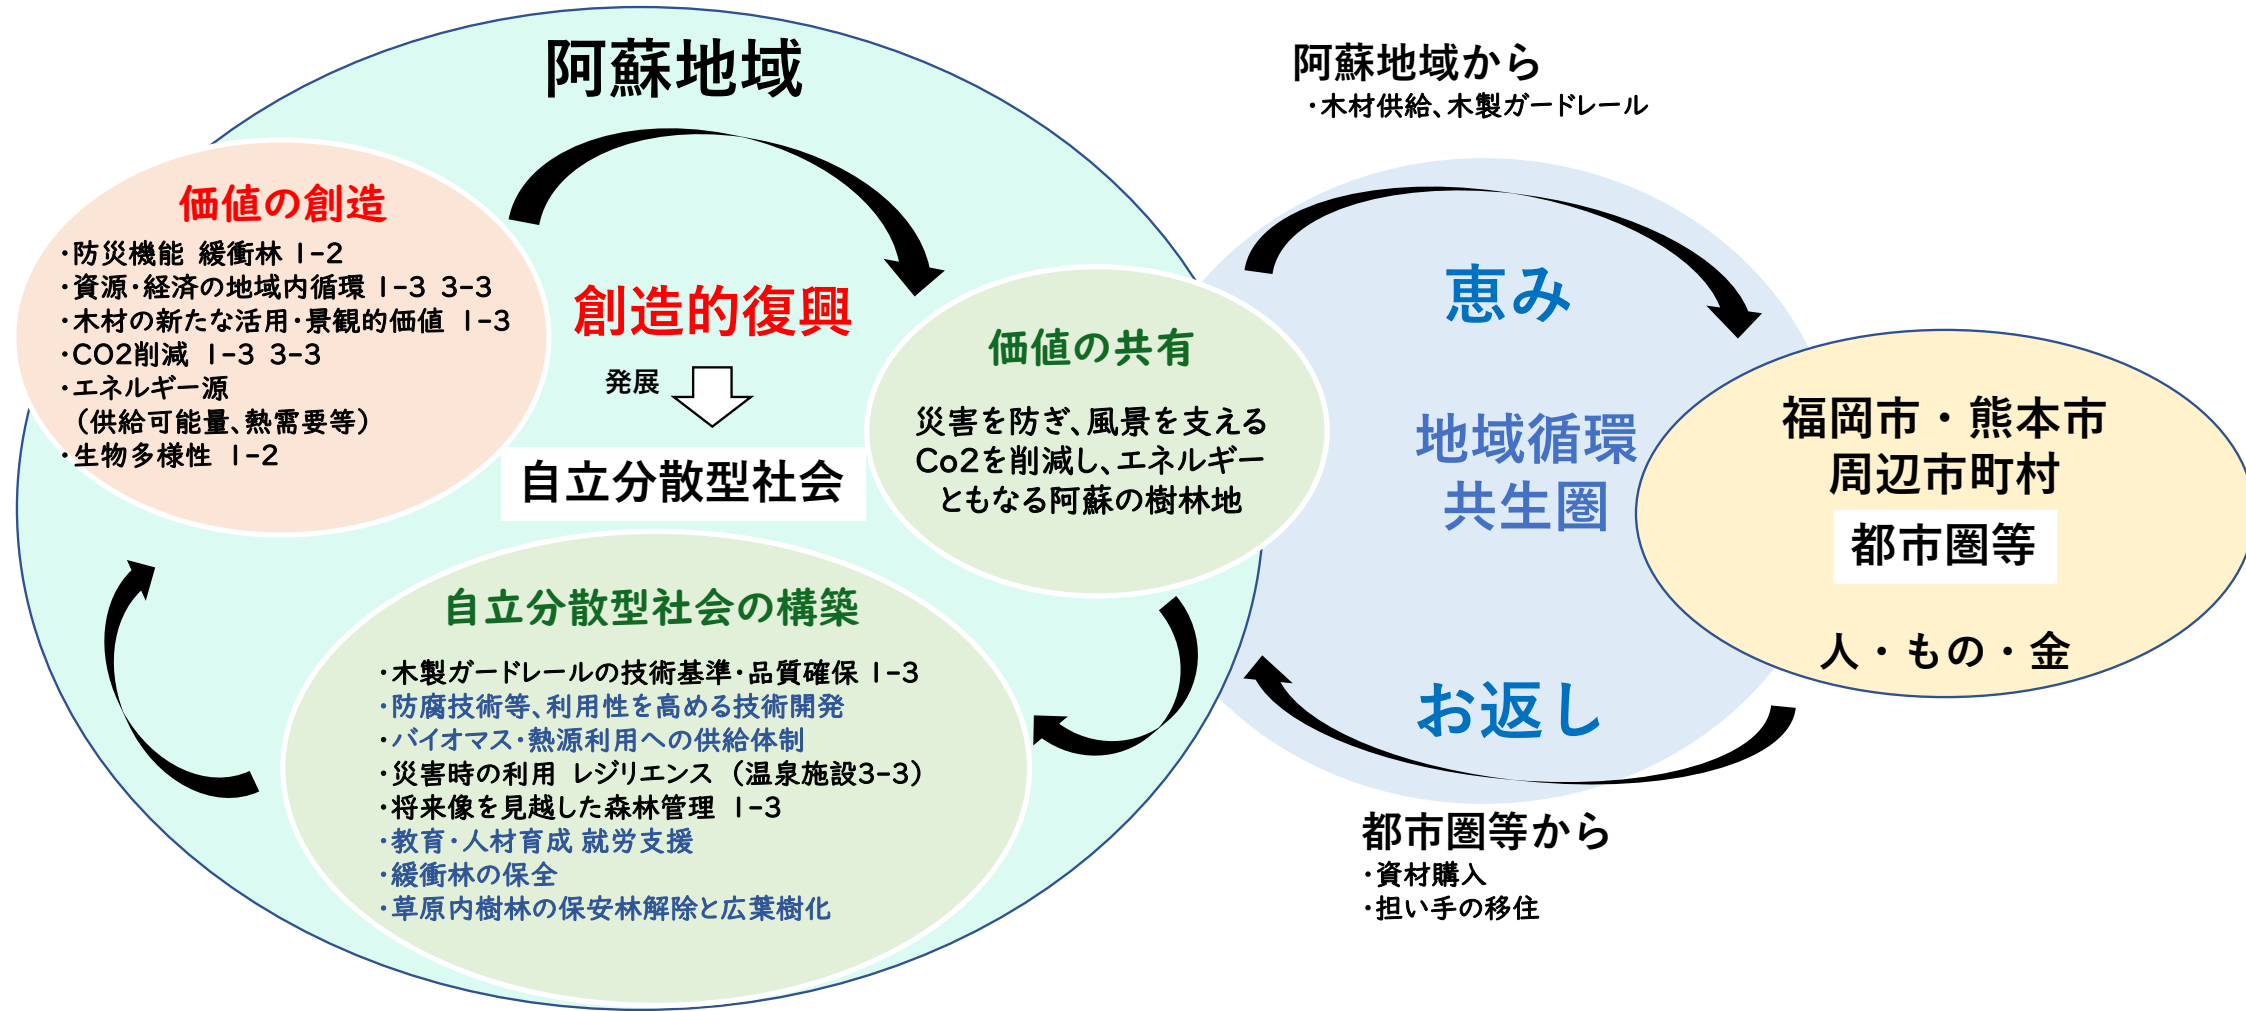 阿蘇地域
価値の創造
・防災機能 緩衝林 1-2
・資源・経済の地域内循環 1-3 3-3
・木材の新たな活用・景観的価値 1-3
・CO2削減 1-3 3-3
・エネルギー源
（供給可能量、熱需要等）
・生物多様性 1-2
創造的復興
発展
自立分散型社会
価値の共有
災害を防ぎ、風景を支える
Co2を削減し、エネルギー
ともなる阿蘇の樹林地
自立分散型社会の構築
・木製ガードレールの技術基準・品質確保 1-3
・防腐技術等、利用性を高める技術開発
・バイオマス・熱源利用への供給体制
・災害時の利用 レジリエンス （温泉施設3-3）
・将来像を見越した森林管理 1-3
・教育・人材育成 就労支援
・緩衝林の保全
・草原内樹林の保安林解除と広葉樹化
阿蘇地域から
・木材供給、木製ガードレール
恵み
地域循環
共生圏
お返し
都市圏等から
・資材購入
・担い手の移住
福岡市・熊本市
周辺市町村
都市圏等
人・もの・金